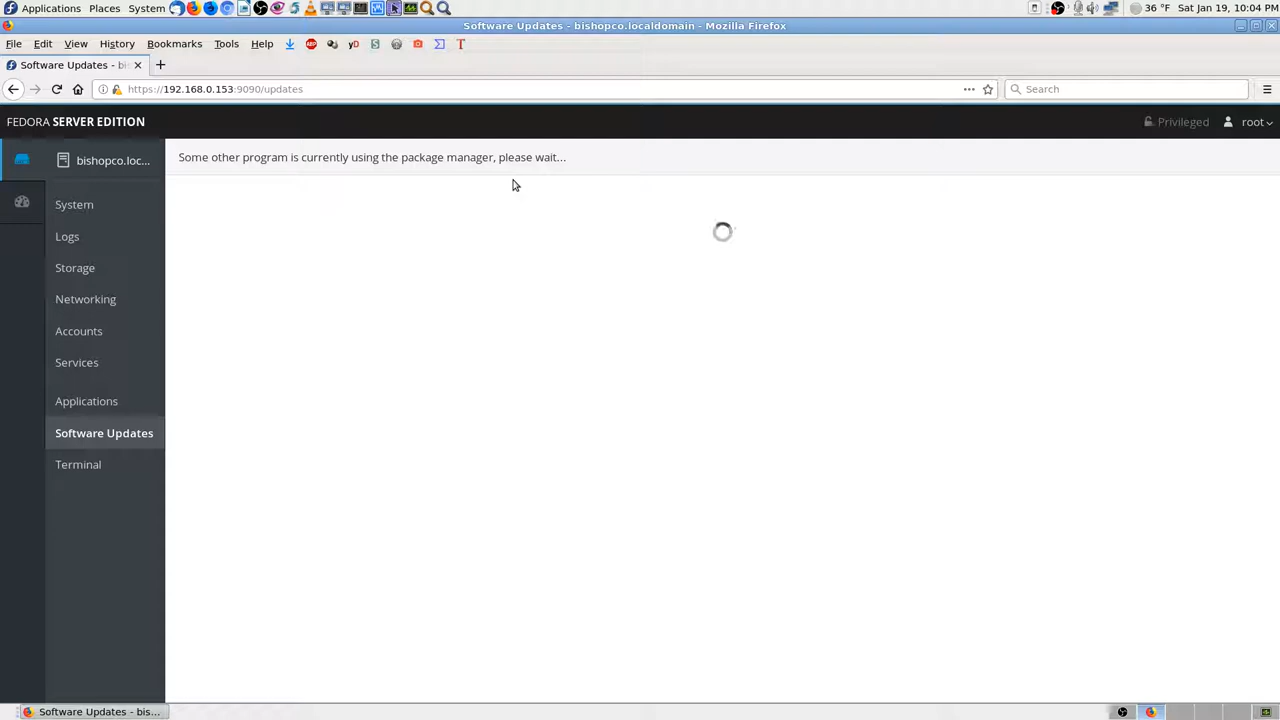 Applications Places System 36 °F Sat Jan 19, 10:04 PM
Software Updates - bishopco.localdomain - Mozilla Firefox
File Edit View History Bookmarks Tools Help ABP yD S T
Software Updates - bis
https://192.168.0.153:9090/updates Search
FEDORA SERVER EDITION Privileged root
bishopco.loc... Some other program is currently using the package manager, please wait...
System
Logs
Storage
Networking
Accounts
Services
Applications
Software Updates
Terminal
Software Updates - bis...